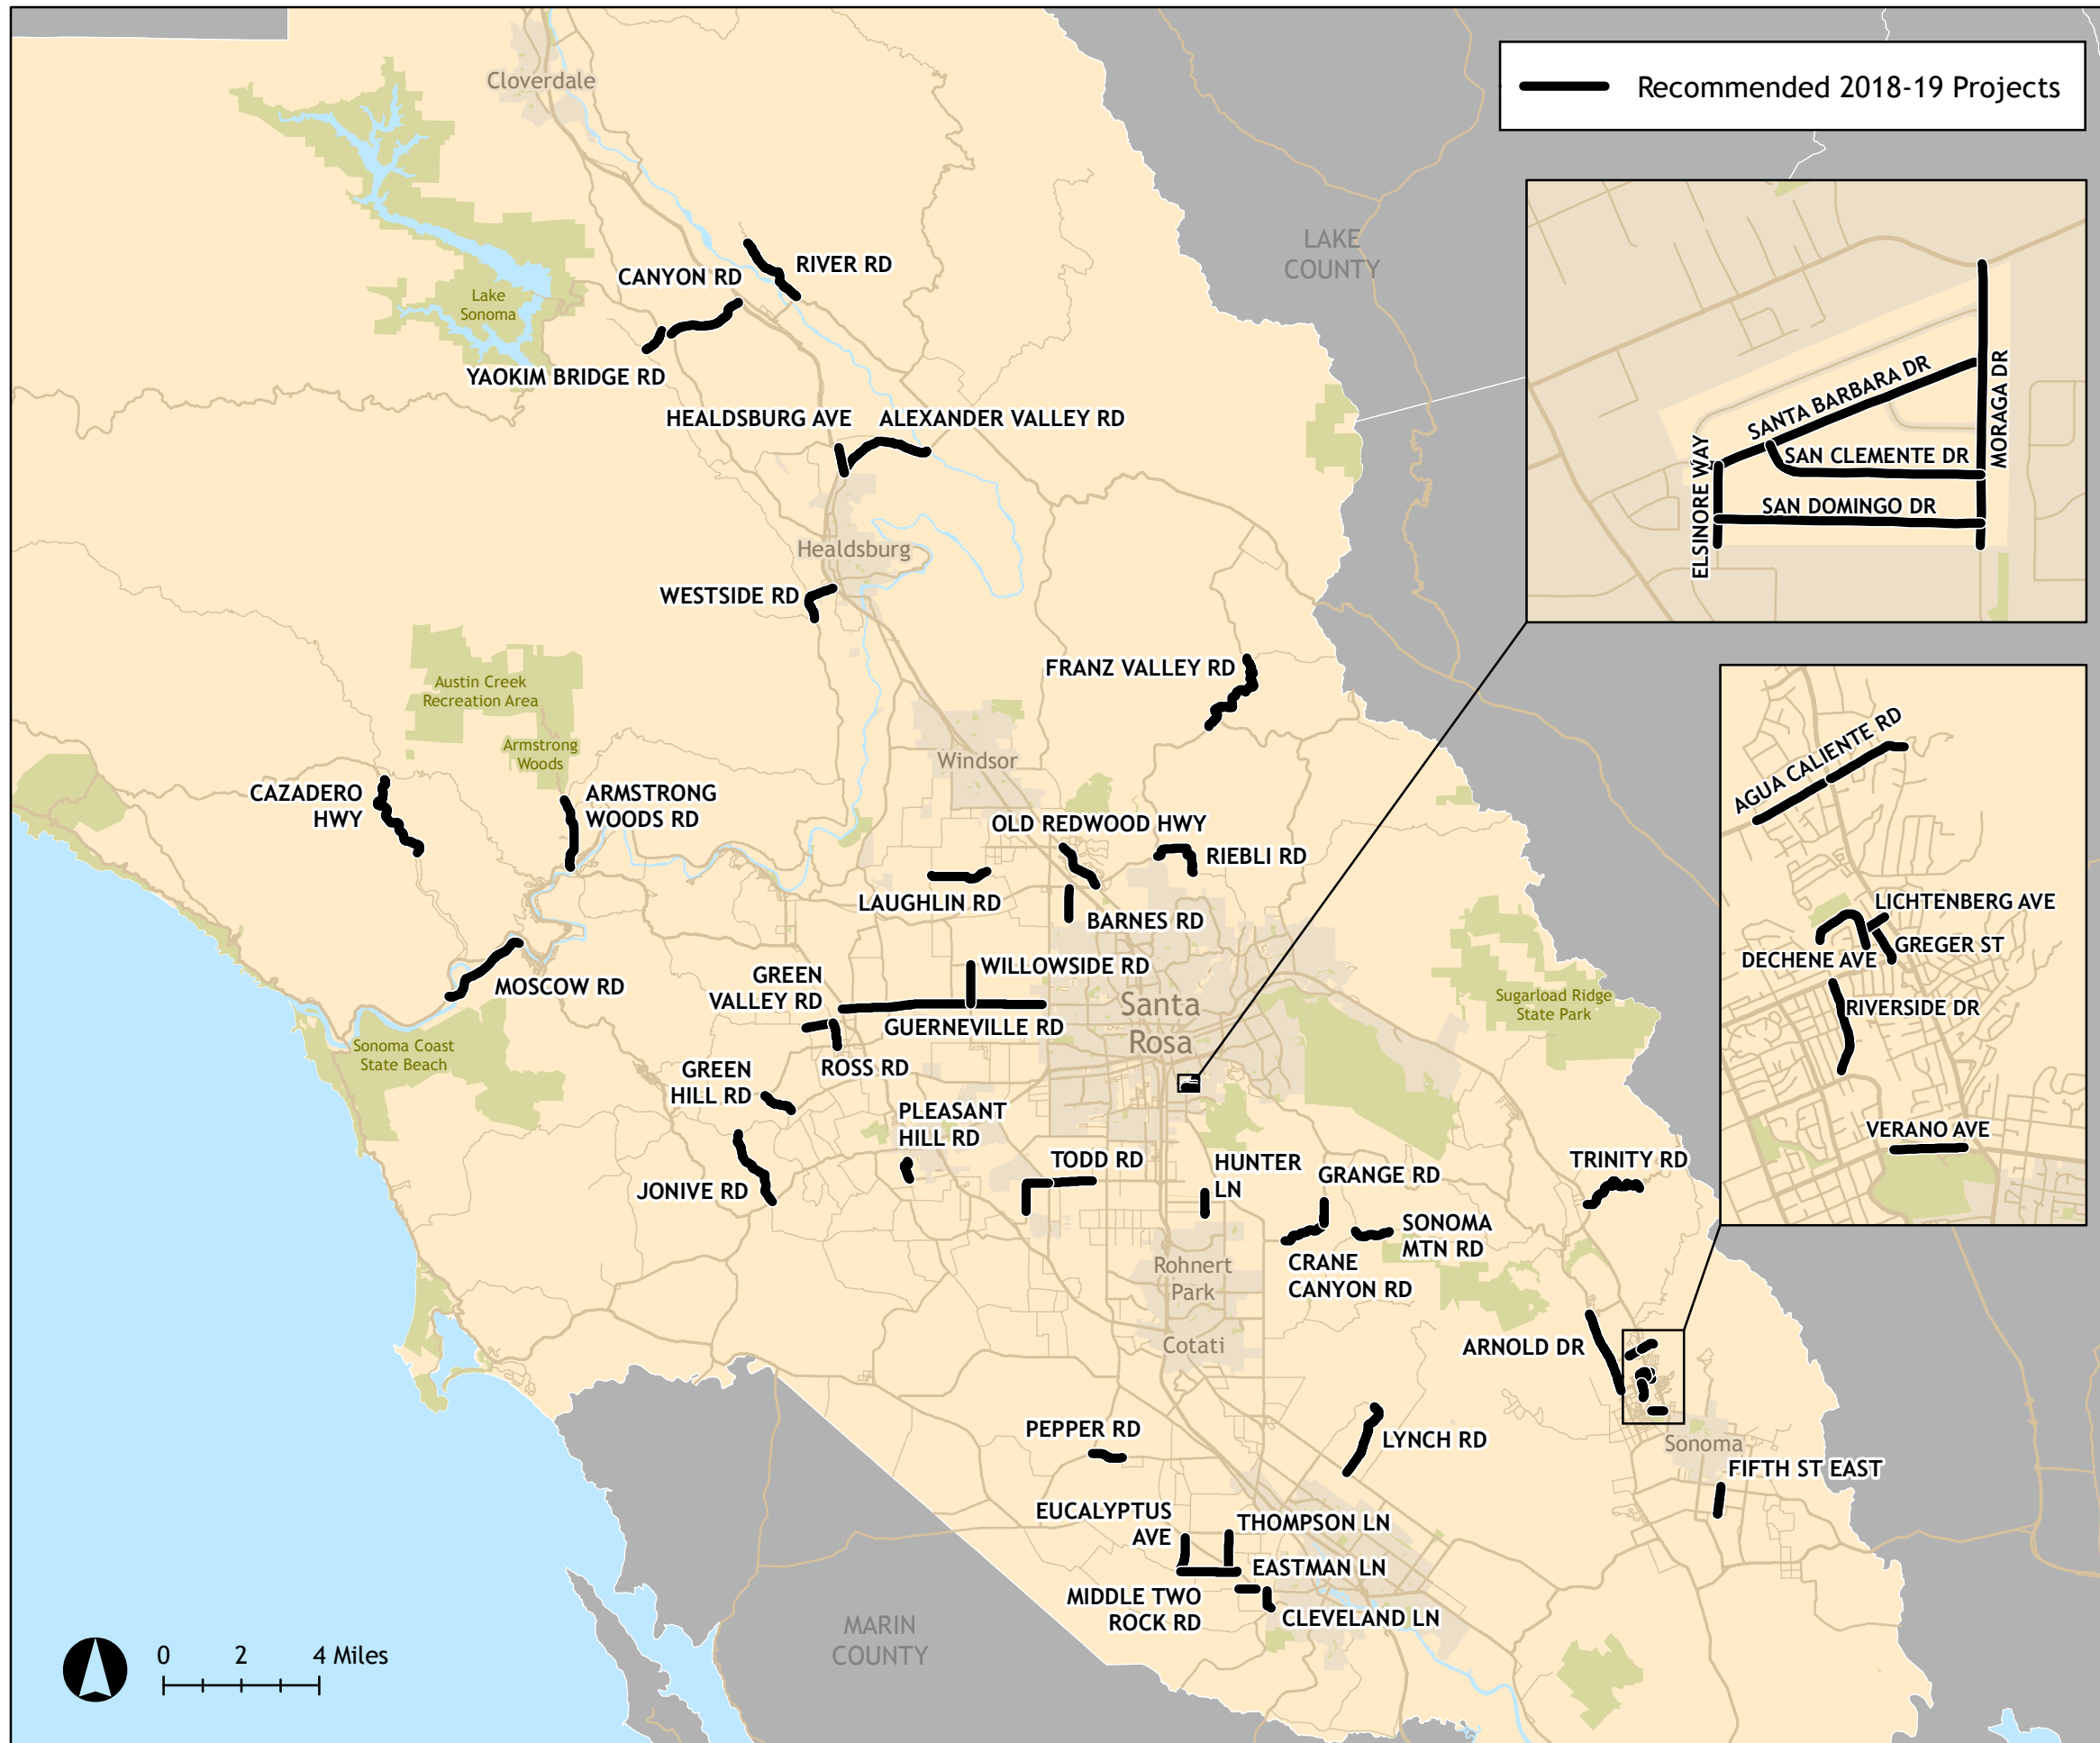 Recommended 2018-19 Projects
Cloverdale
LAKE
COUNTY
RIVER RD
CANYON RD
Lake
Sonoma
YAOKIM BRIDGE RD
HEALDSBURG AVE
ALEXANDER VALLEY RD
SANTA BARBARA DR
MORAGA DR
SAN CLEMENTE DR
ELSINORE WAY
SAN DOMINGO DR
Healdsburg
WESTSIDE RD
FRANZ VALLEY RD
Austin Creek
Recreation Area
Armstrong
Woods
Windsor
CAZADERO
HWY
ARMSTRONG
WOODS RD
OLD REDWOOD HWY
RIEBLI RD
LAUGHLIN RD
BARNES RD
AGUA CALIENTE RD
LICHTENBERG AVE
GREGER ST
DECHENE AVE
RIVERSIDE DR
VERANO AVE
MOSCOW RD
GREEN
VALLEY RD
WILLOWSIDE RD
GUERNEVILLE RD
Santa
Rosa
Sugarload Ridge
State Park
Sonoma Coast
State Beach
ROSS RD
GREEN
HILL RD
PLEASANT
HILL RD
JONIVE RD
TODD RD
HUNTER
LN
GRANGE RD
TRINITY RD
SONOMA
MTN RD
CRANE
CANYON RD
Rohnert
Park
Cotati
ARNOLD DR
PEPPER RD
LYNCH RD
Sonoma
FIFTH ST EAST
EUCALYPTUS
AVE
THOMPSON LN
EASTMAN LN
MIDDLE TWO
ROCK RD
CLEVELAND LN
MARIN
COUNTY
0 2 4 Miles